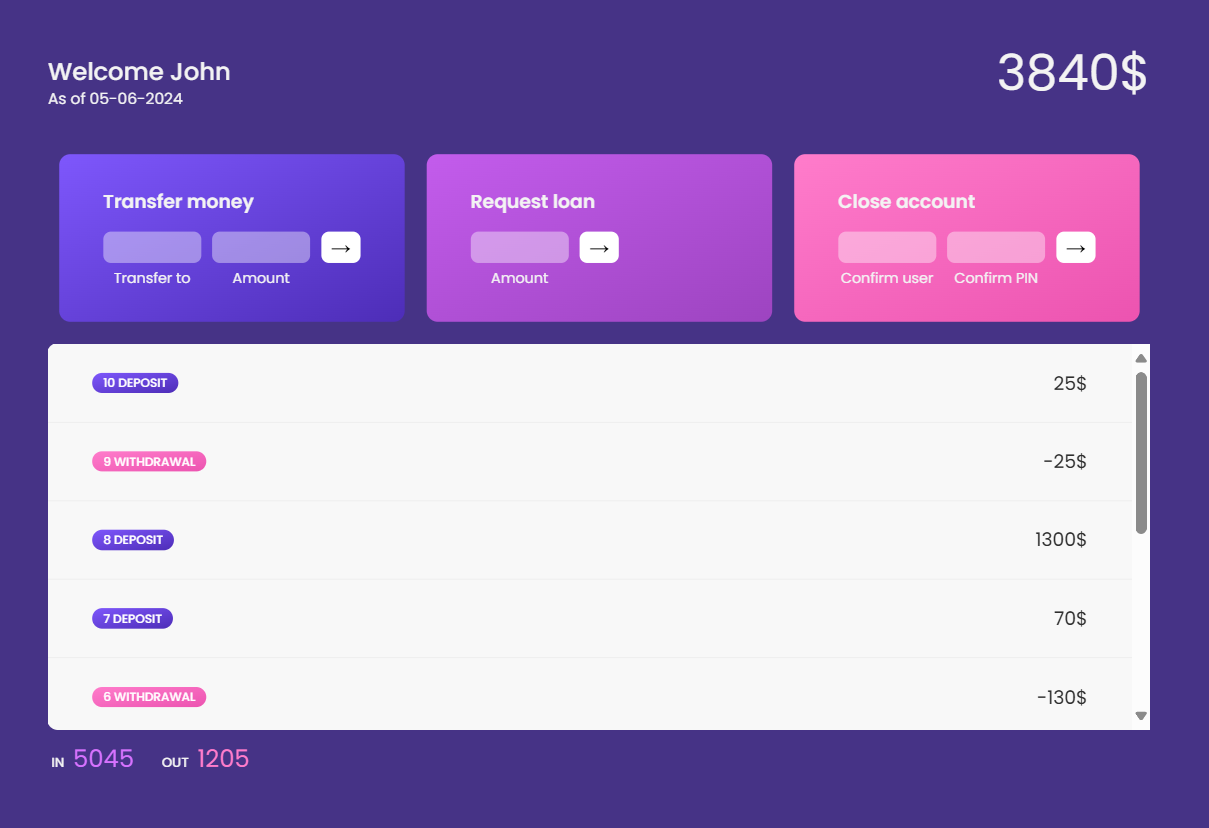 Welcome John
As of 05-06-2024
3840$
Transfer money
Transfer to Amount
Request loan
Amount
Close account
Confirm user Confirm PIN
10 DEPOSIT 25$
9 WITHDRAWAL -25$
8 DEPOSIT 1300$
7 DEPOSIT 70$
6 WITHDRAWAL -130$
IN 5045 OUT 1205